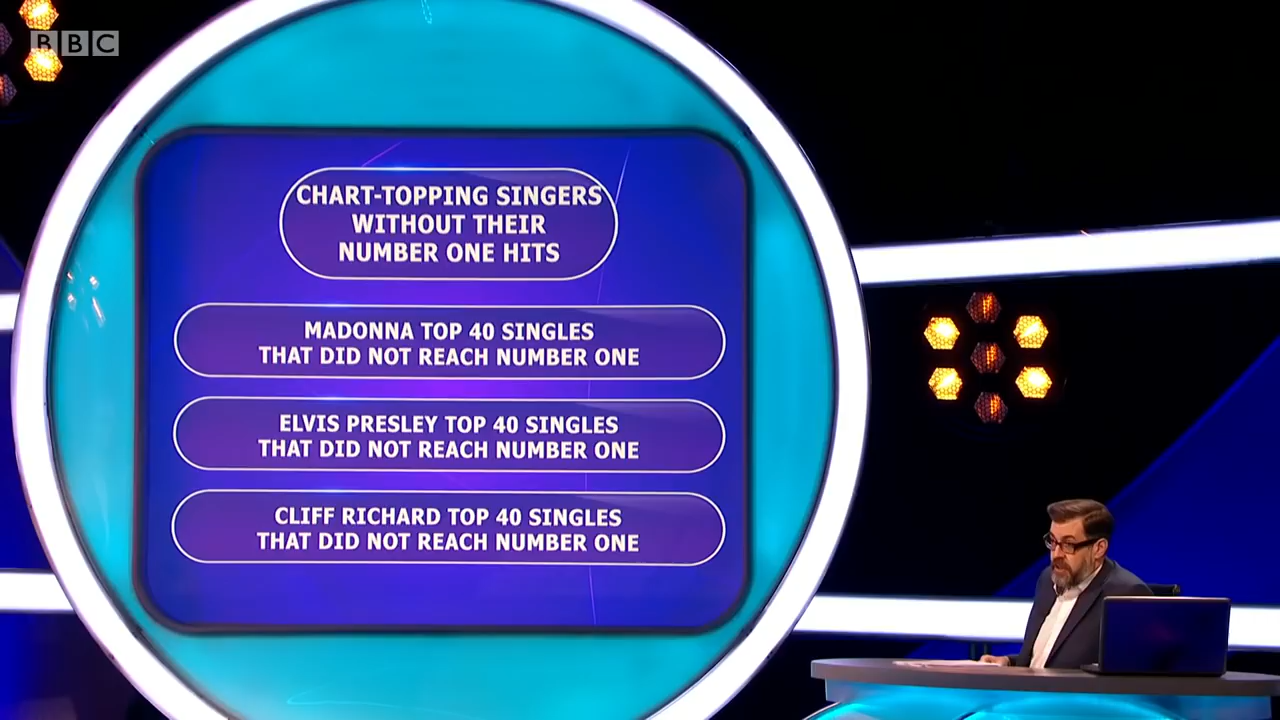 BBC
CHART-TOPPING SINGERS
WITHOUT THEIR
NUMBER ONE HITS
MADONNA TOP 40 SINGLES
THAT DID NOT REACH NUMBER ONE
ELVIS PRESLEY TOP 40 SINGLES
THAT DID NOT REACH NUMBER ONE
CLIFF RICHARD TOP 40 SINGLES
THAT DID NOT REACH NUMBER ONE